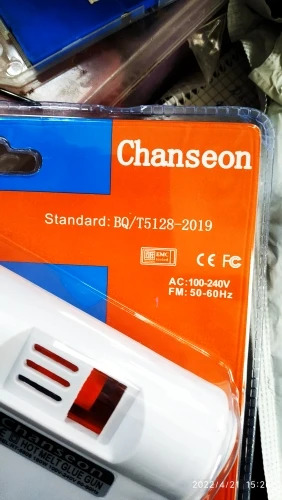 Chanseon
Standard: BQ/T5128-2019
EMC
CE FC
AC:100-240V
FM: 50-60Hz
Chanseon
HOT MELT GLUE GUN
2022/4/21 15:2